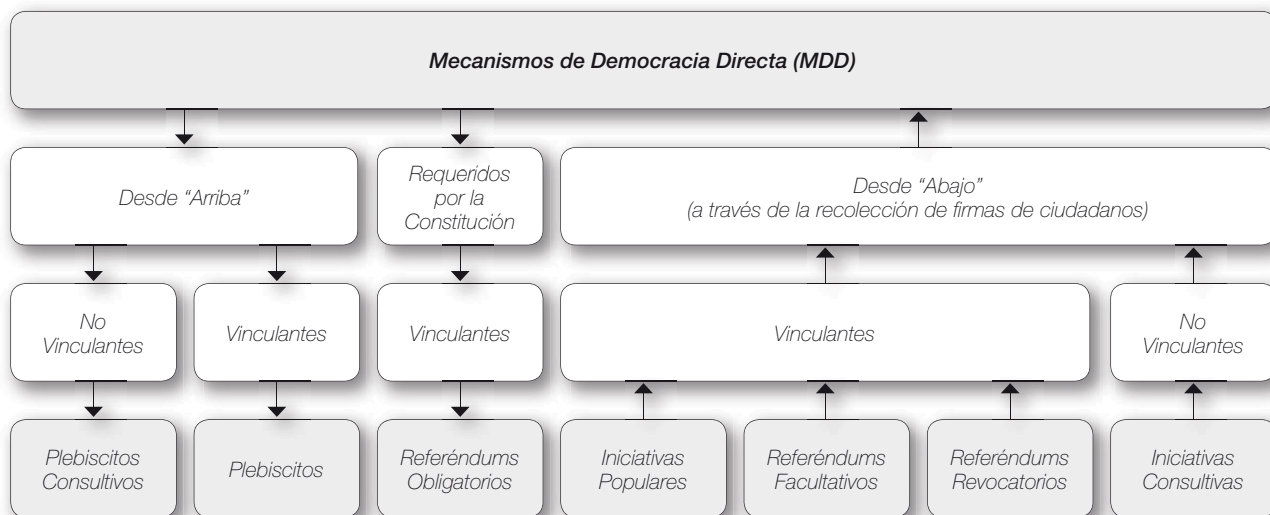 Mecanismos de Democracia Directa (MDD)
Desde “Arriba”
Requeridos
por la
Constitución
Desde “Abajo”
(a través de la recolección de firmas de ciudadanos)
No
Vinculantes
Vinculantes
Vinculantes
Vinculantes
No
Vinculantes
Plebiscitos
Consultivos
Plebiscitos
Referéndums
Obligatorios
Iniciativas
Populares
Referéndums
Facultativos
Referéndums
Revocatorios
Iniciativas
Consultivas